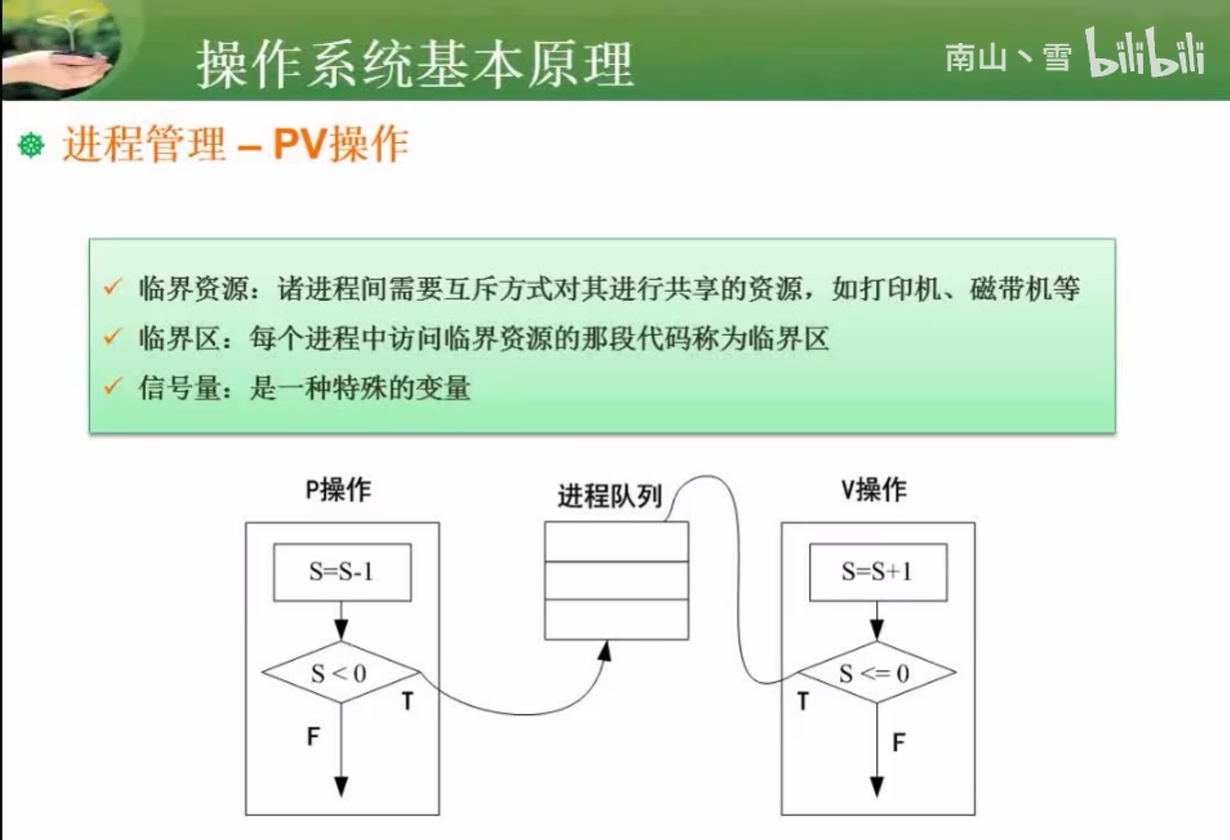 操作系统基本原理
南山丶雪 bilibili
进程管理 – PV操作
临界资源：诸进程间需要互斥方式对其进行共享的资源，如打印机、磁带机等
临界区：每个进程中访问临界资源的那段代码称为临界区
信号量：是一种特殊的变量
P操作
进程队列
V操作
S=S-1
S=S+1
S < 0
S <= 0
T
T
F
F